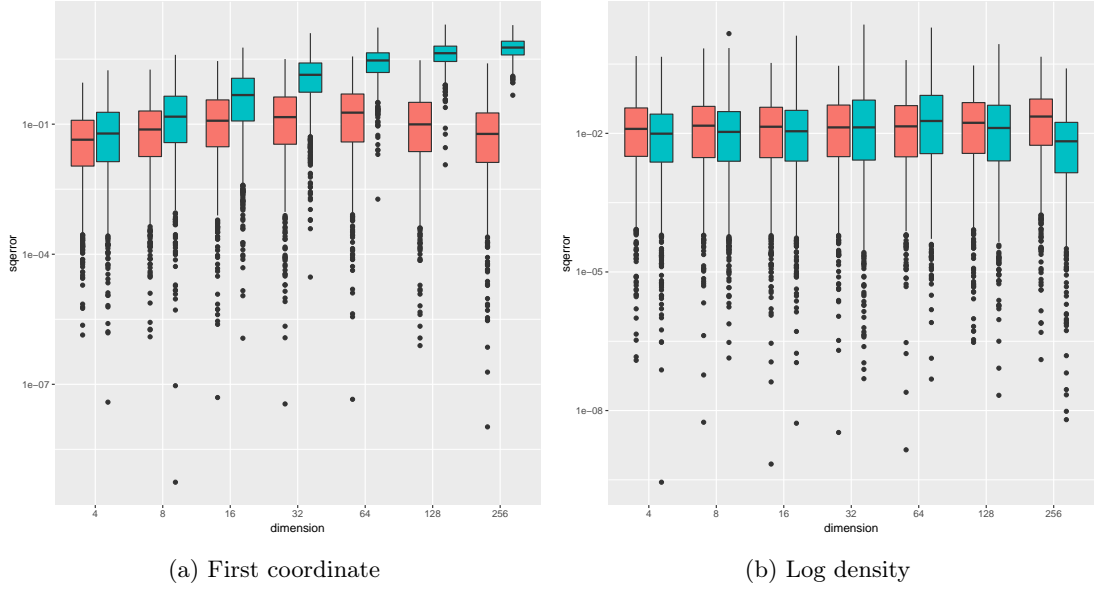 sqerror
1e−01
1e−04
1e−07
4 8 16 32 64 128 256
dimension
(a) First coordinate
sqerror
1e−02
1e−05
1e−08
4 8 16 32 64 128 256
dimension
(b) Log density